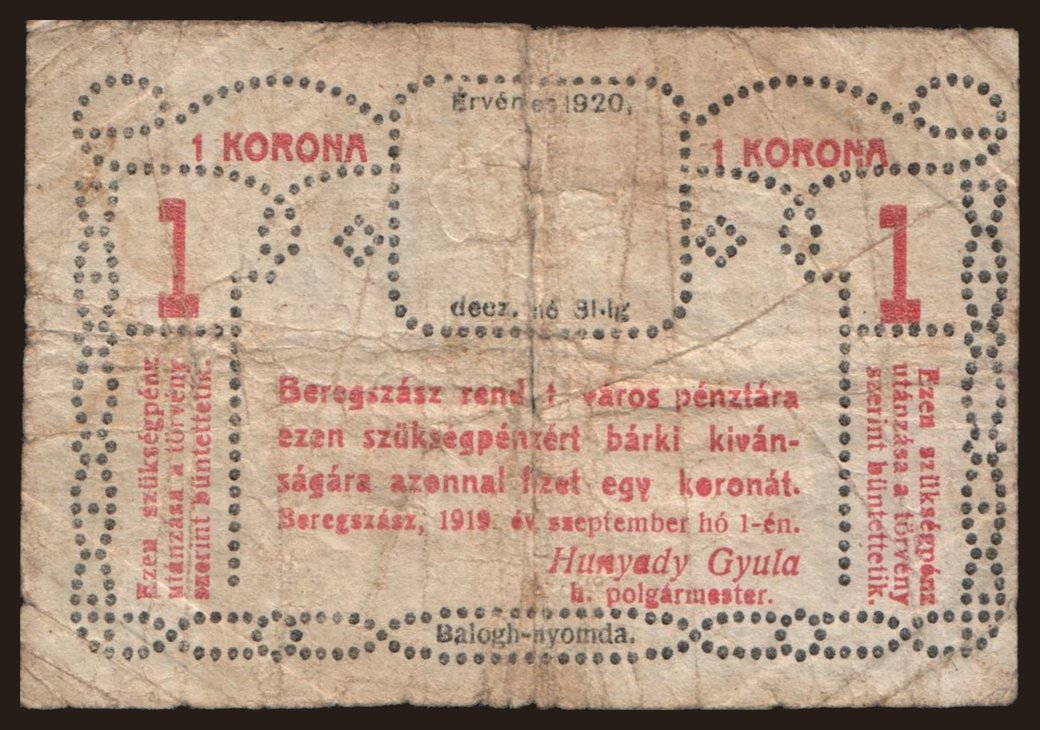 Érvényes 1920.
1 KORONA
1 KORONA
1
1
decz. hó 31-ig
Beregszász rend. t. város pénztára
ezen szükségpénzért bárki kiván-
ságára azonnal fizet egy koronát.
Beregszász, 1919. év szeptember hó 1-én.
Hunyady Gyula
h. polgármester.
Ezen szükségpénz
utánzása a törvény
szerint büntettetik.
Ezen szükségpénz
utánzása a törvény
szerint büntettetik.
Balogh-nyomda.